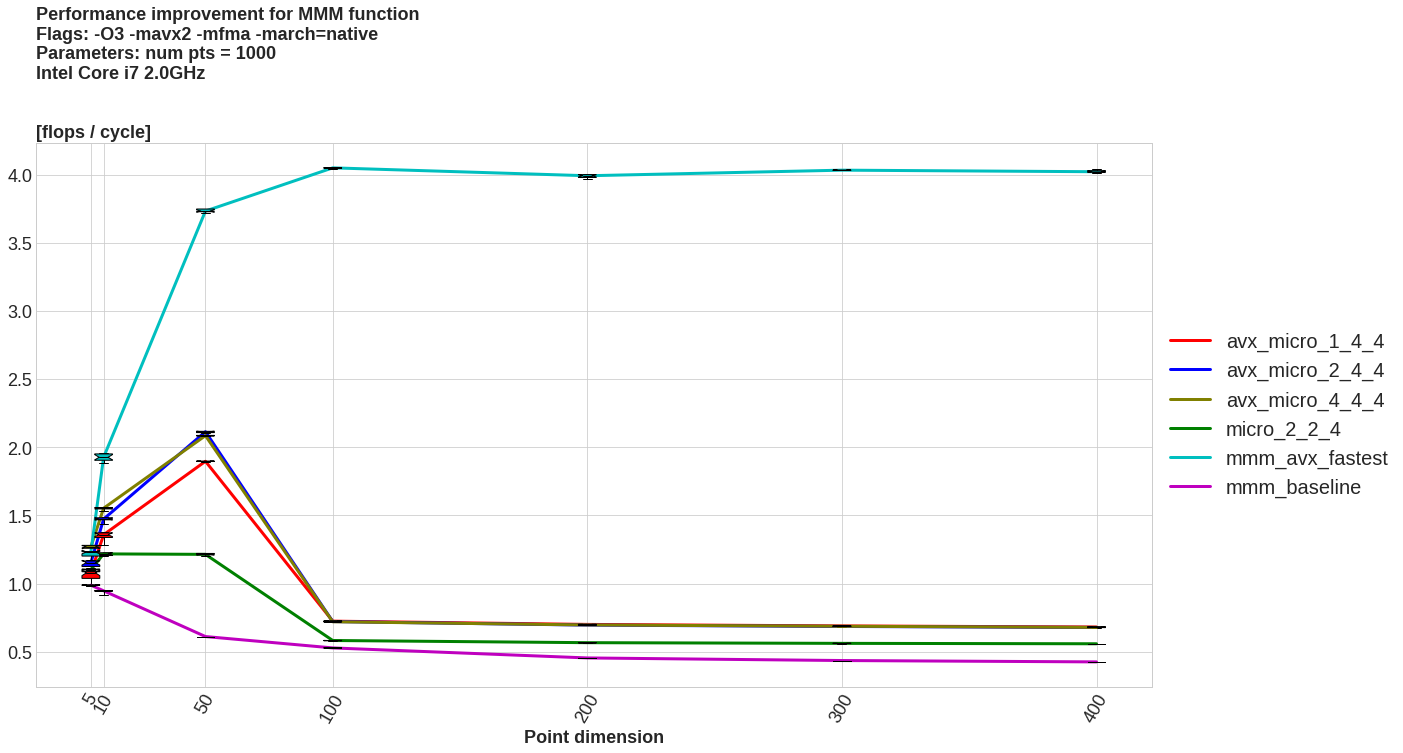 Performance improvement for MMM function
Flags: -O3 -mavx2 -mfma -march=native
Parameters: num pts = 1000
Intel Core i7 2.0GHz
[flops / cycle]
4.0
3.5
3.0
2.5
2.0
1.5
1.0
0.5
5
10
50
100
200
300
400
Point dimension
avx_micro_1_4_4
avx_micro_2_4_4
avx_micro_4_4_4
micro_2_2_4
mmm_avx_fastest
mmm_baseline